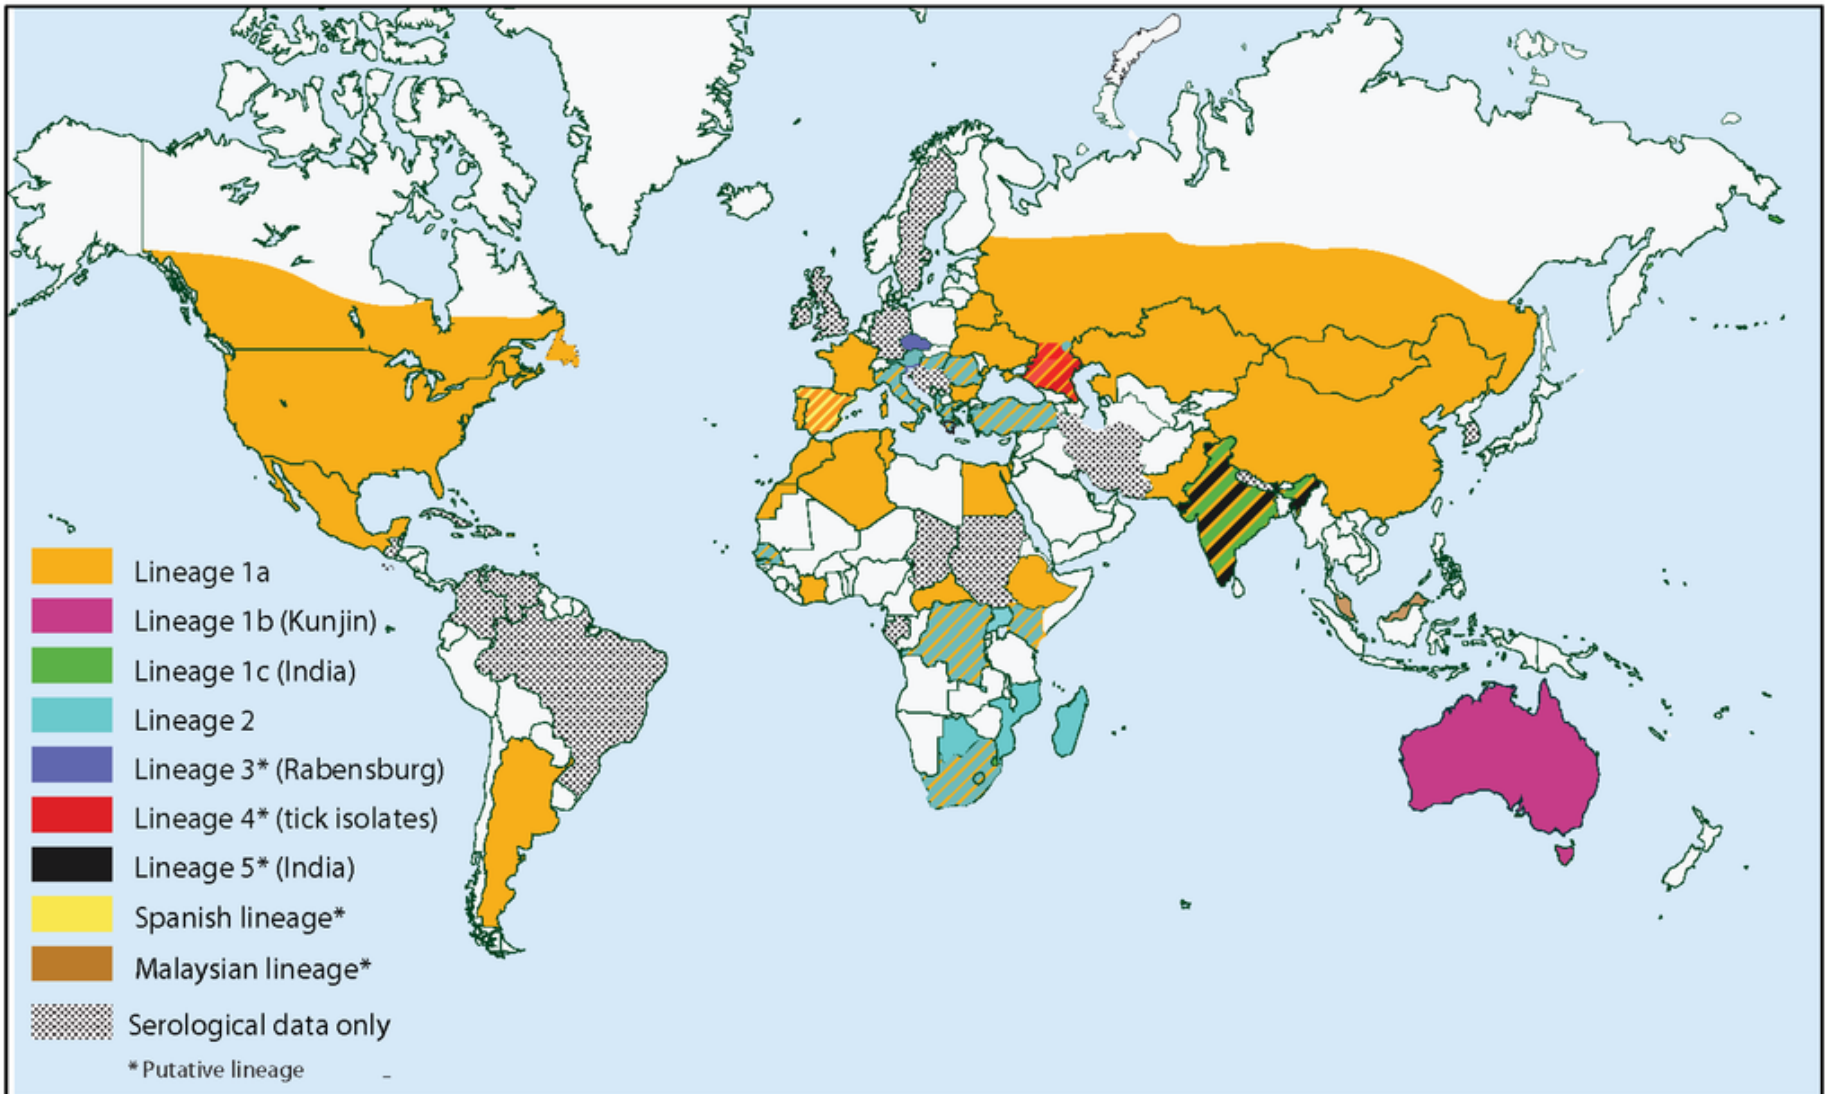 Lineage 1a
Lineage 1b (Kunjin)
Lineage 1c (India)
Lineage 2
Lineage 3* (Rabensburg)
Lineage 4* (tick isolates)
Lineage 5* (India)
Spanish lineage*
Malaysian lineage*
Serological data only
* Putative lineage